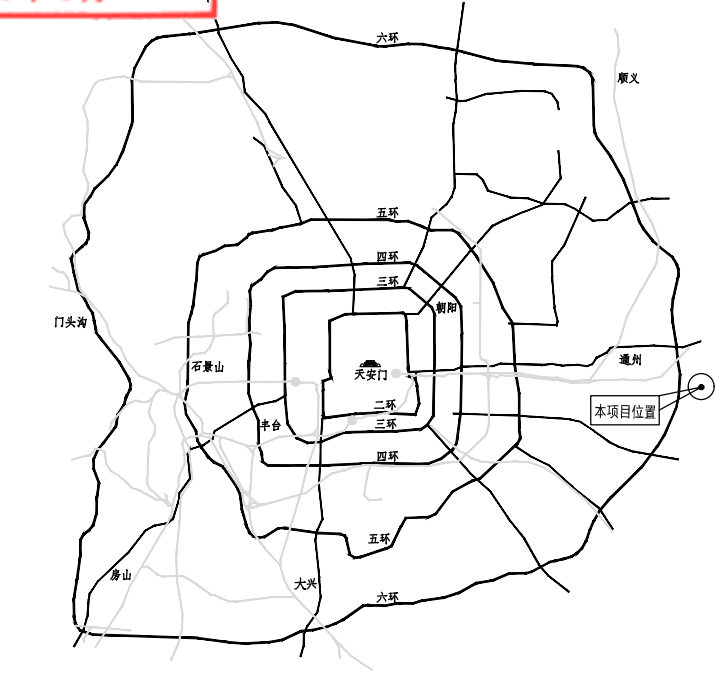 六环
顺义
五环
四环
三环
朝阳
门头沟
石景山
天安门
通州
二环
本项目位置
三环
丰台
四环
五环
房山
大兴
六环